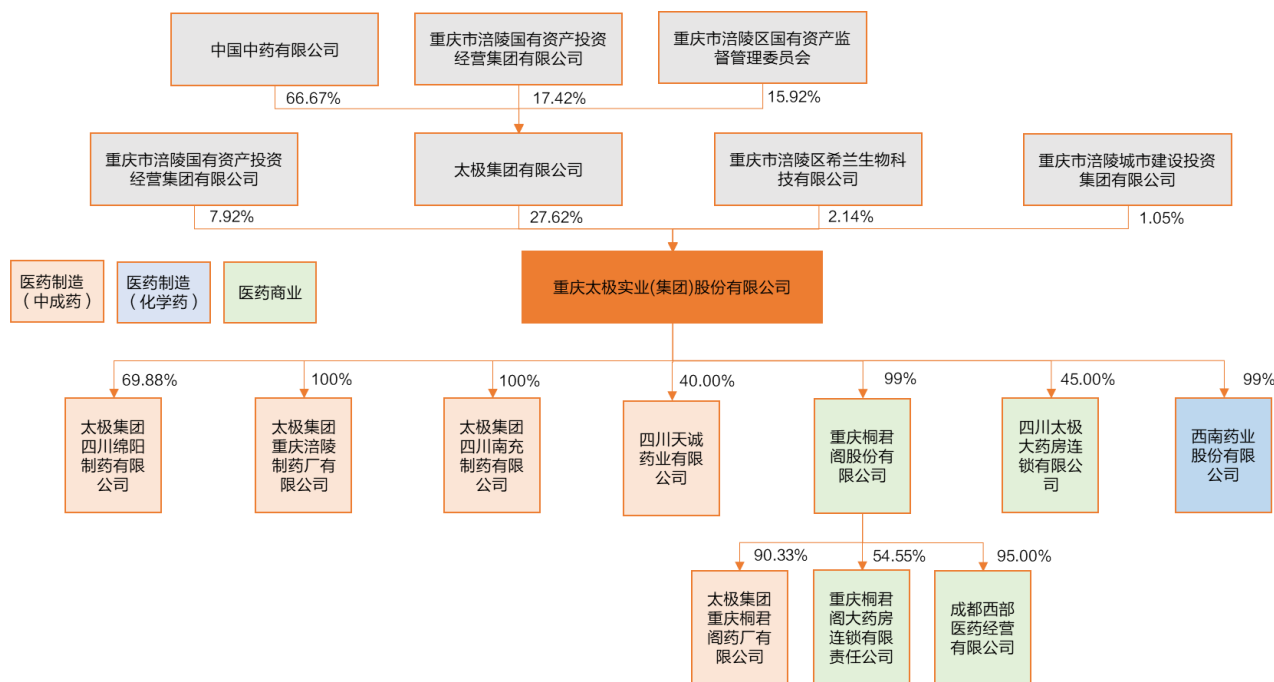 中国中药有限公司
重庆市涪陵国有资产投资
经营集团有限公司
重庆市涪陵区国有资产监
督管理委员会
66.67%
17.42%
15.92%
重庆市涪陵国有资产投资
经营集团有限公司
太极集团有限公司
重庆市涪陵区希兰生物科
技有限公司
重庆市涪陵城市建设投资
集团有限公司
7.92%
27.62%
2.14%
1.05%
医药制造
（中成药）
医药制造
（化学药）
医药商业
重庆太极实业(集团)股份有限公司
69.88%
100%
100%
40.00%
99%
45.00%
99%
太极集团
四川绵阳
制药有限
公司
太极集团
重庆涪陵
制药厂有
限公司
太极集团
四川南充
制药有限
公司
四川天诚
药业有限
公司
重庆桐君
阁股份有
限公司
四川太极
大药房连
锁有限公
司
西南药业
股份有限
公司
90.33%
54.55%
95.00%
太极集团
重庆桐君
阁药厂有
限公司
重庆桐君
阁大药房
连锁有限
责任公司
成都西部
医药经营
有限公司